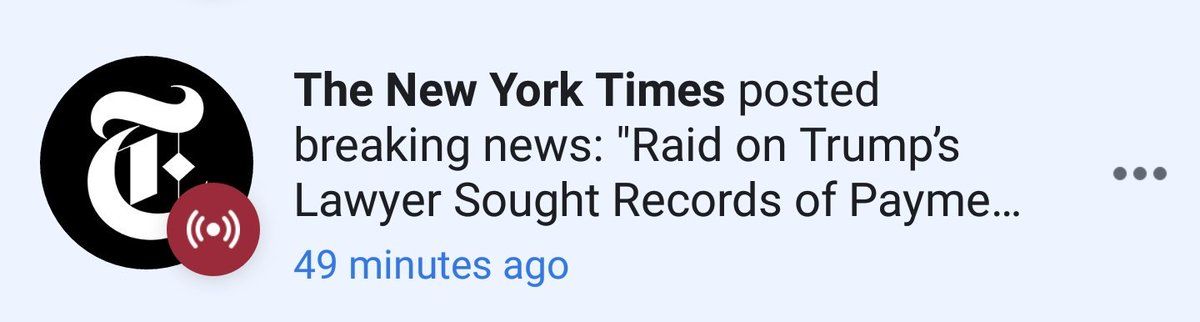 The New York Times posted
breaking news: "Raid on Trump’s
Lawyer Sought Records of Payme...
49 minutes ago